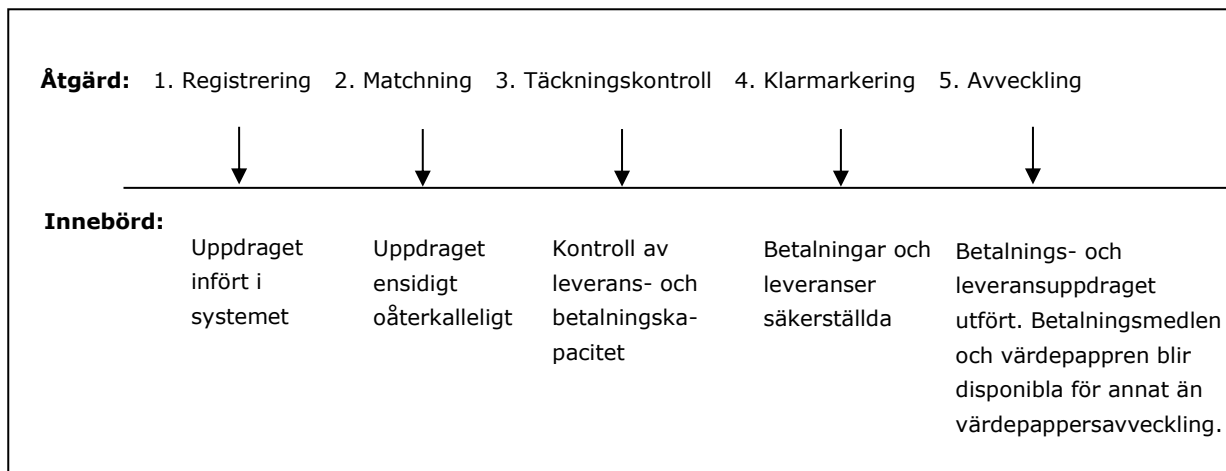 Åtgärd: 1. Registrering 2. Matchning 3. Täckningskontroll 4. Klarmarkering 5. Avveckling
Innebörd:
Uppdraget
infört i
systemet
Uppdraget
ensidigt
oåterkalleligt
Kontroll av
leverans- och
betalningska-
pacitet
Betalningar och
leveranser
säkerställda
Betalnings- och
leveransuppdraget
utfört. Betalningsmedlen
och värdepappren blir
disponibla för annat än
värdepappersavveckling.